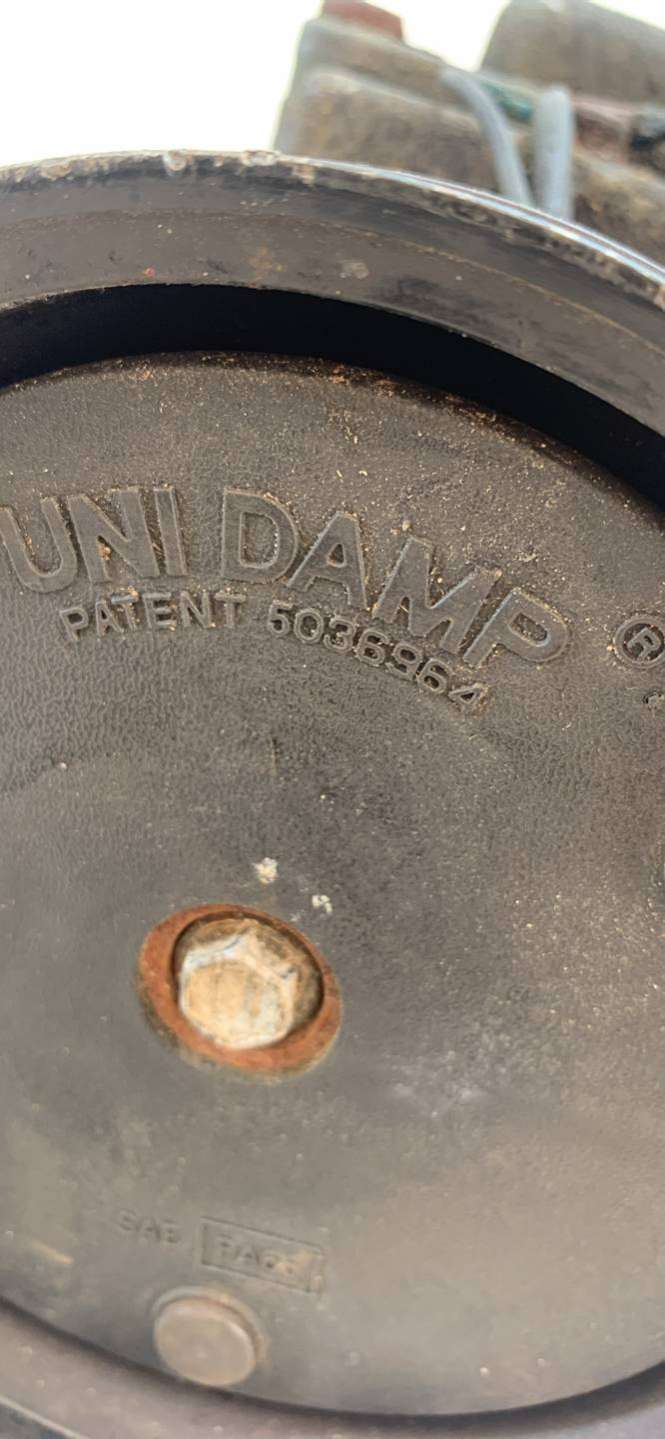 UNI DAMP ®
PATENT 5036964